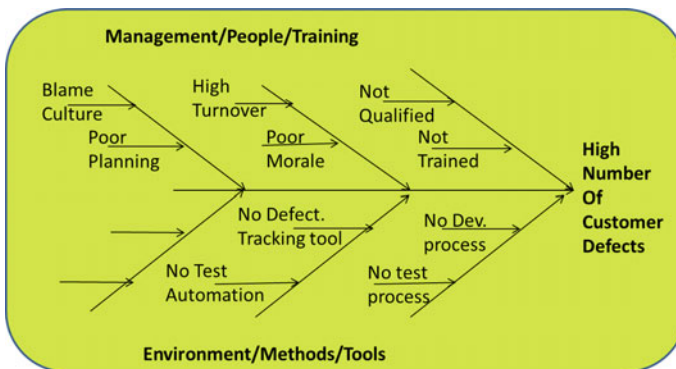 Management/People/Training
Blame
Culture
High
Turnover
Not
Qualified
Poor
Planning
Poor
Morale
Not
Trained
High
Number
Of
Customer
Defects
No Defect.
Tracking tool
No Dev.
process
No Test
Automation
No test
process
Environment/Methods/Tools